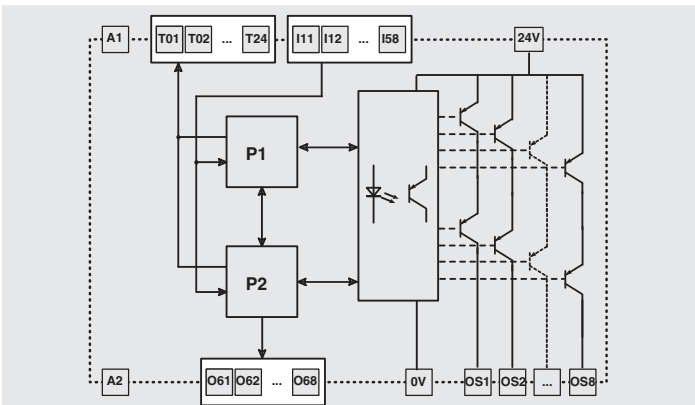 A1 T01 T02 ... T24 I11 I12 ... I58 24V
P1
P2
A2 O61 O62 ... O68 0V OS1 OS2 ... OS8